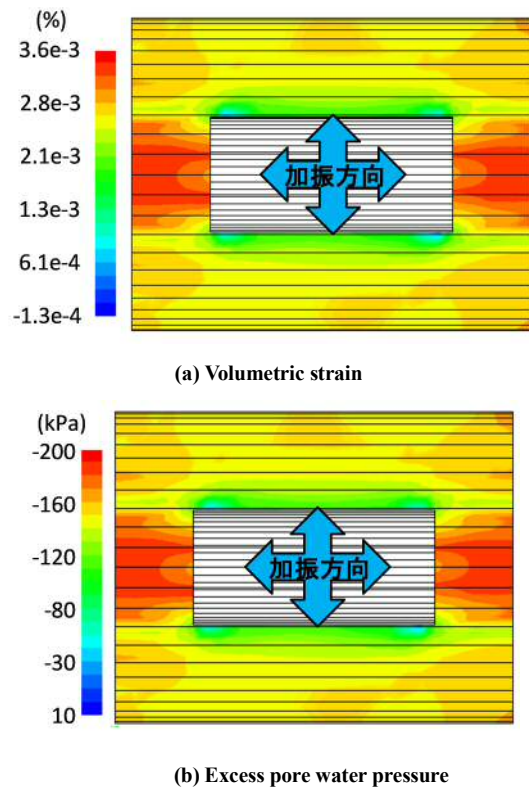 (%)
3.6e-3
2.8e-3
2.1e-3
1.3e-3
6.1e-4
-1.3e-4
加振方向
(a) Volumetric strain
(kPa)
-200
-160
-120
-80
-30
10
加振方向
(b) Excess pore water pressure